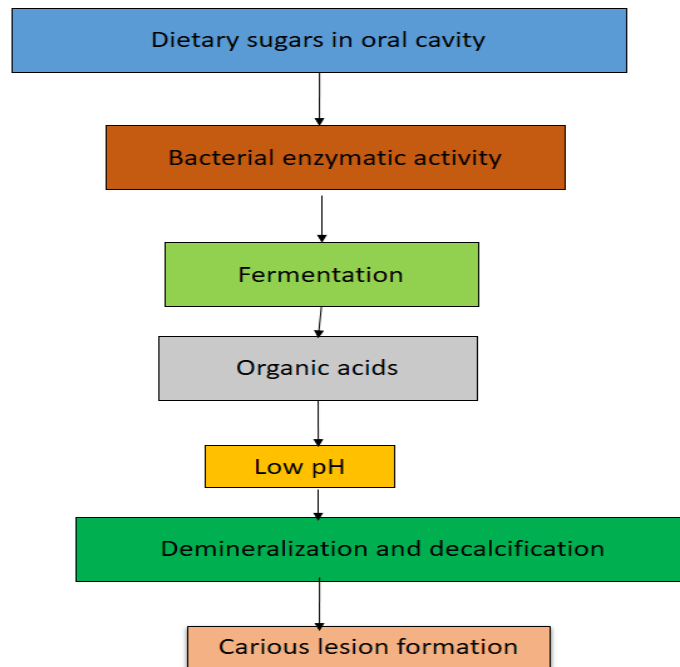 Dietary sugars in oral cavity
Bacterial enzymatic activity
Fermentation
Organic acids
Low pH
Demineralization and decalcification
Carious lesion formation